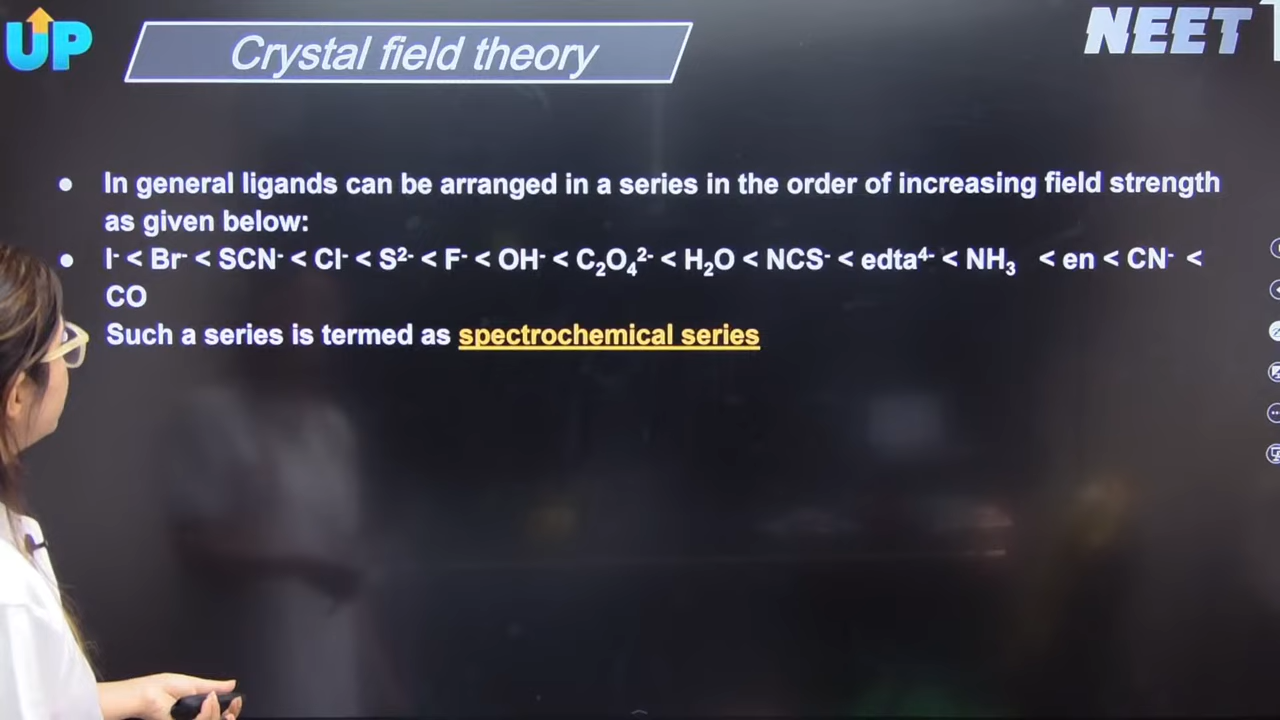 UP
Crystal field theory
NEET
● In general ligands can be arranged in a series in the order of increasing field strength
as given below:
● I⁻ < Br⁻ < SCN⁻ < Cl⁻ < S²⁻ < F⁻ < OH⁻ < C₂O₄²⁻ < H₂O < NCS⁻ < edta⁴⁻ < NH₃ < en < CN⁻ <
CO
Such a series is termed as spectrochemical series